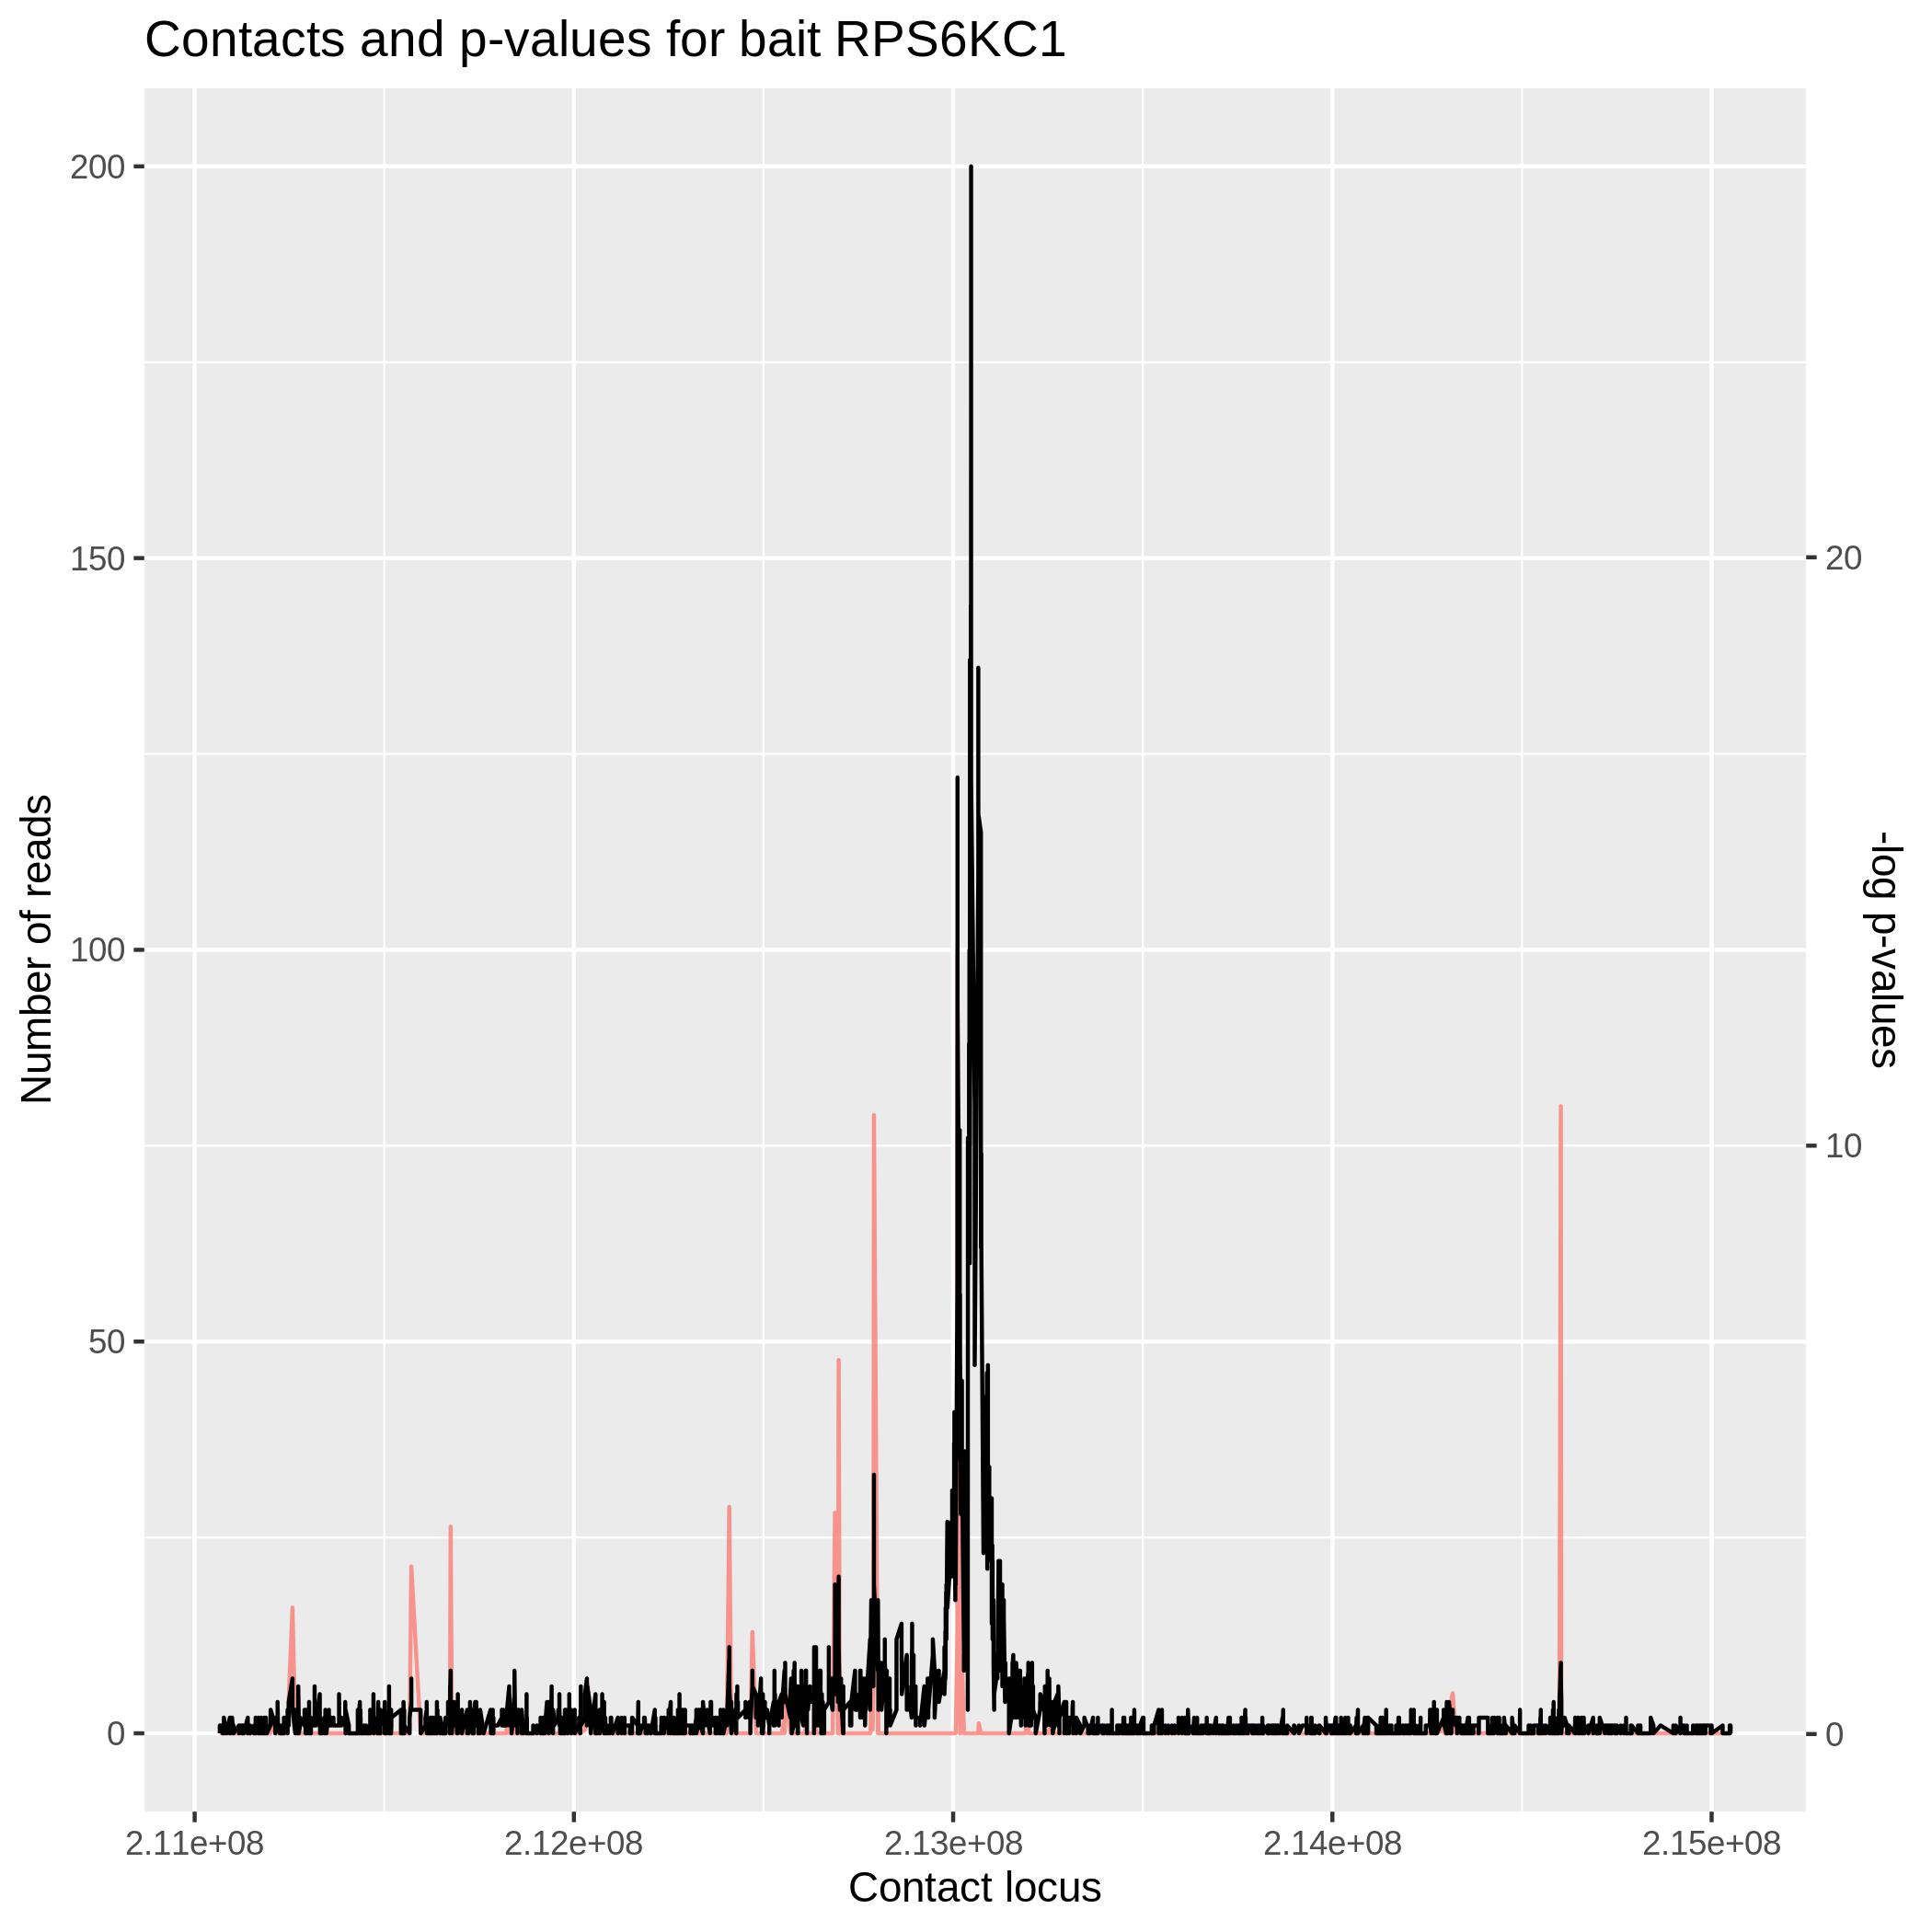 Contacts and p-values for bait RPS6KC1
200
150
100
50
0
Number of reads
20
10
0
-log p-values
2.11e+08 2.12e+08 2.13e+08 2.14e+08 2.15e+08
Contact locus